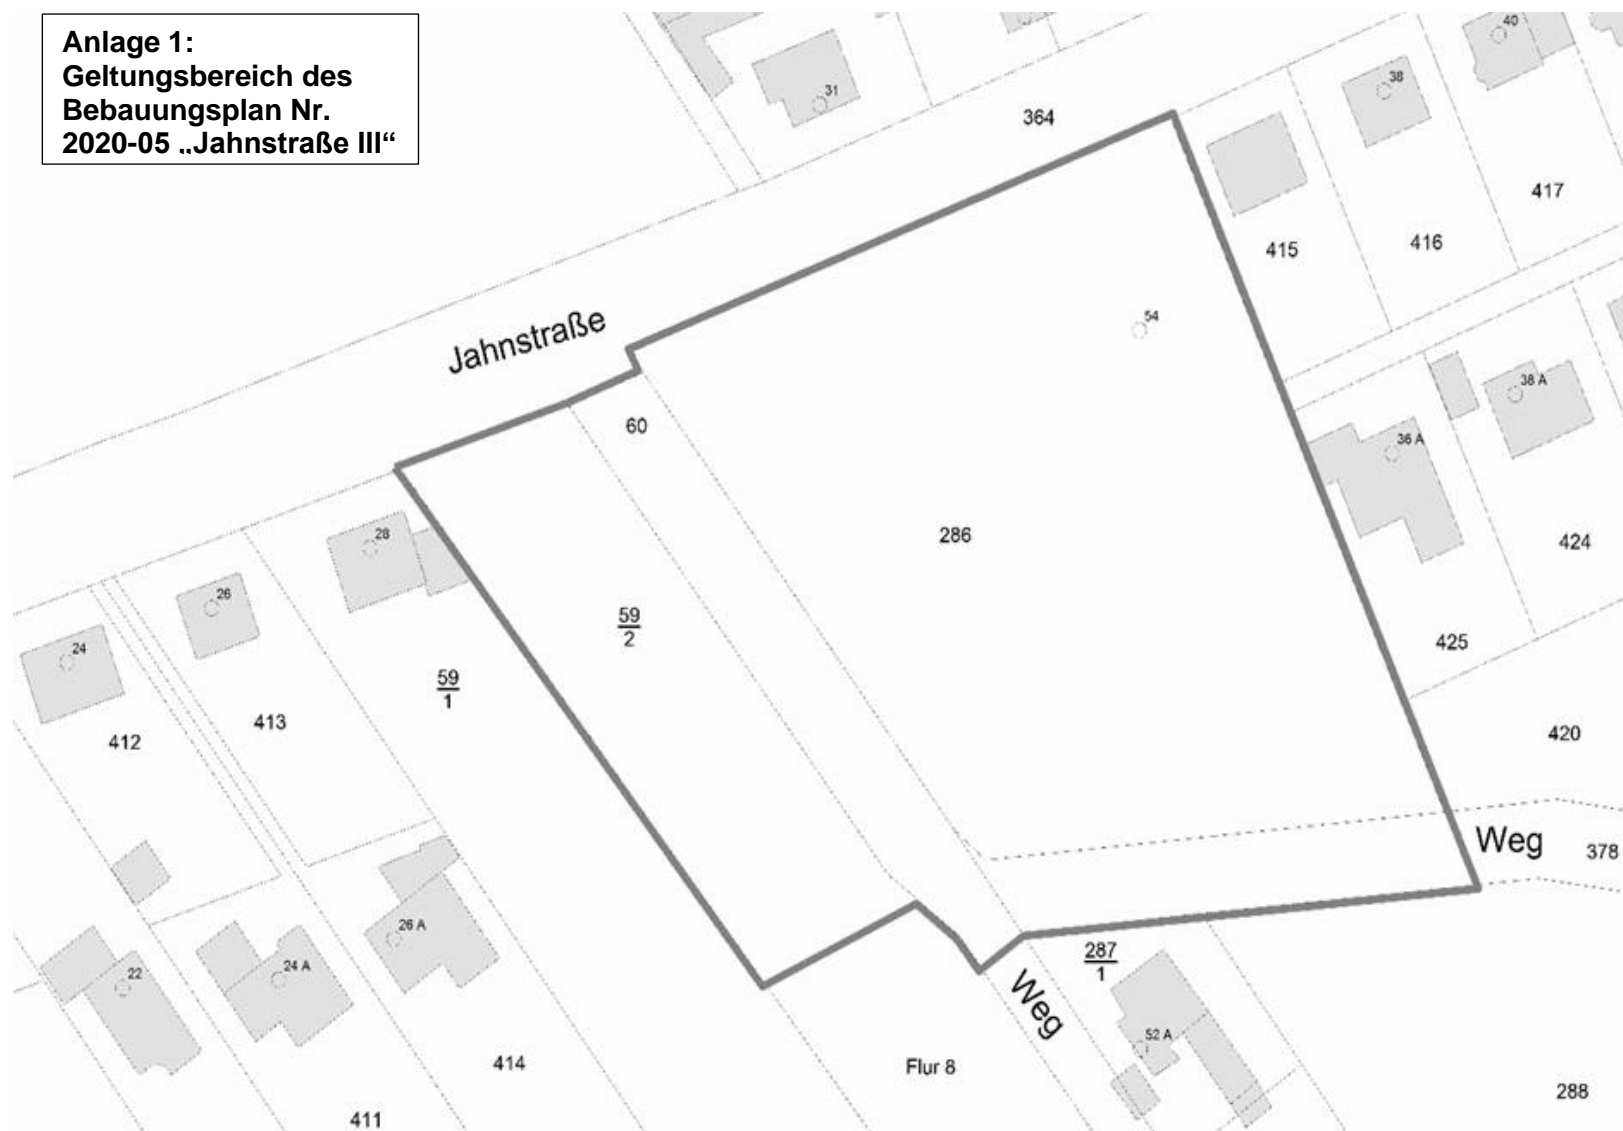 Anlage 1:
Geltungsbereich des
Bebauungsplan Nr.
2020-05 „Jahnstraße III“
40
38
31
364
417
416
415
54
Jahnstraße
38 A
60
36 A
286
424
28
26
59
2
425
24
59
1
413
412
420
Weg
378
26 A
287
1
24 A
22
Weg
52 A
414
Flur 8
288
411